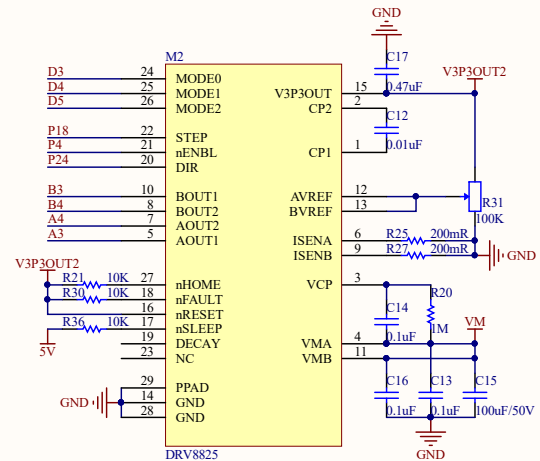 GND
M2
C17
D3 24 MODE0 V3P3OUT 15 0.47uF V3P3OUT2
D4 25 MODE1 CP2 2
D5 26 MODE2 C12
P18 22 STEP 0.01uF
P4 21 nENBL CP1 1
P24 20 DIR
B3 10 BOUT1 AVREF 12 R31
B4 8 BOUT2 BVREF 13 100K
A4 7 AOUT2
A3 5 AOUT1 ISENA 6 R25 200mR
ISENB 9 R27 200mR GND
V3P3OUT2
R21 10K 27 nHOME VCP 3 R20
R30 10K 18 nFAULT C14
16 nRESET 0.1uF 1M
R36 10K 17 nSLEEP VM
5V 19 DECAY VMA 4
23 NC VMB 11
29 PPAD C16 C13 C15
GND 14 GND 0.1uF 0.1uF 100uF/50V
28 GND
GND
DRV8825